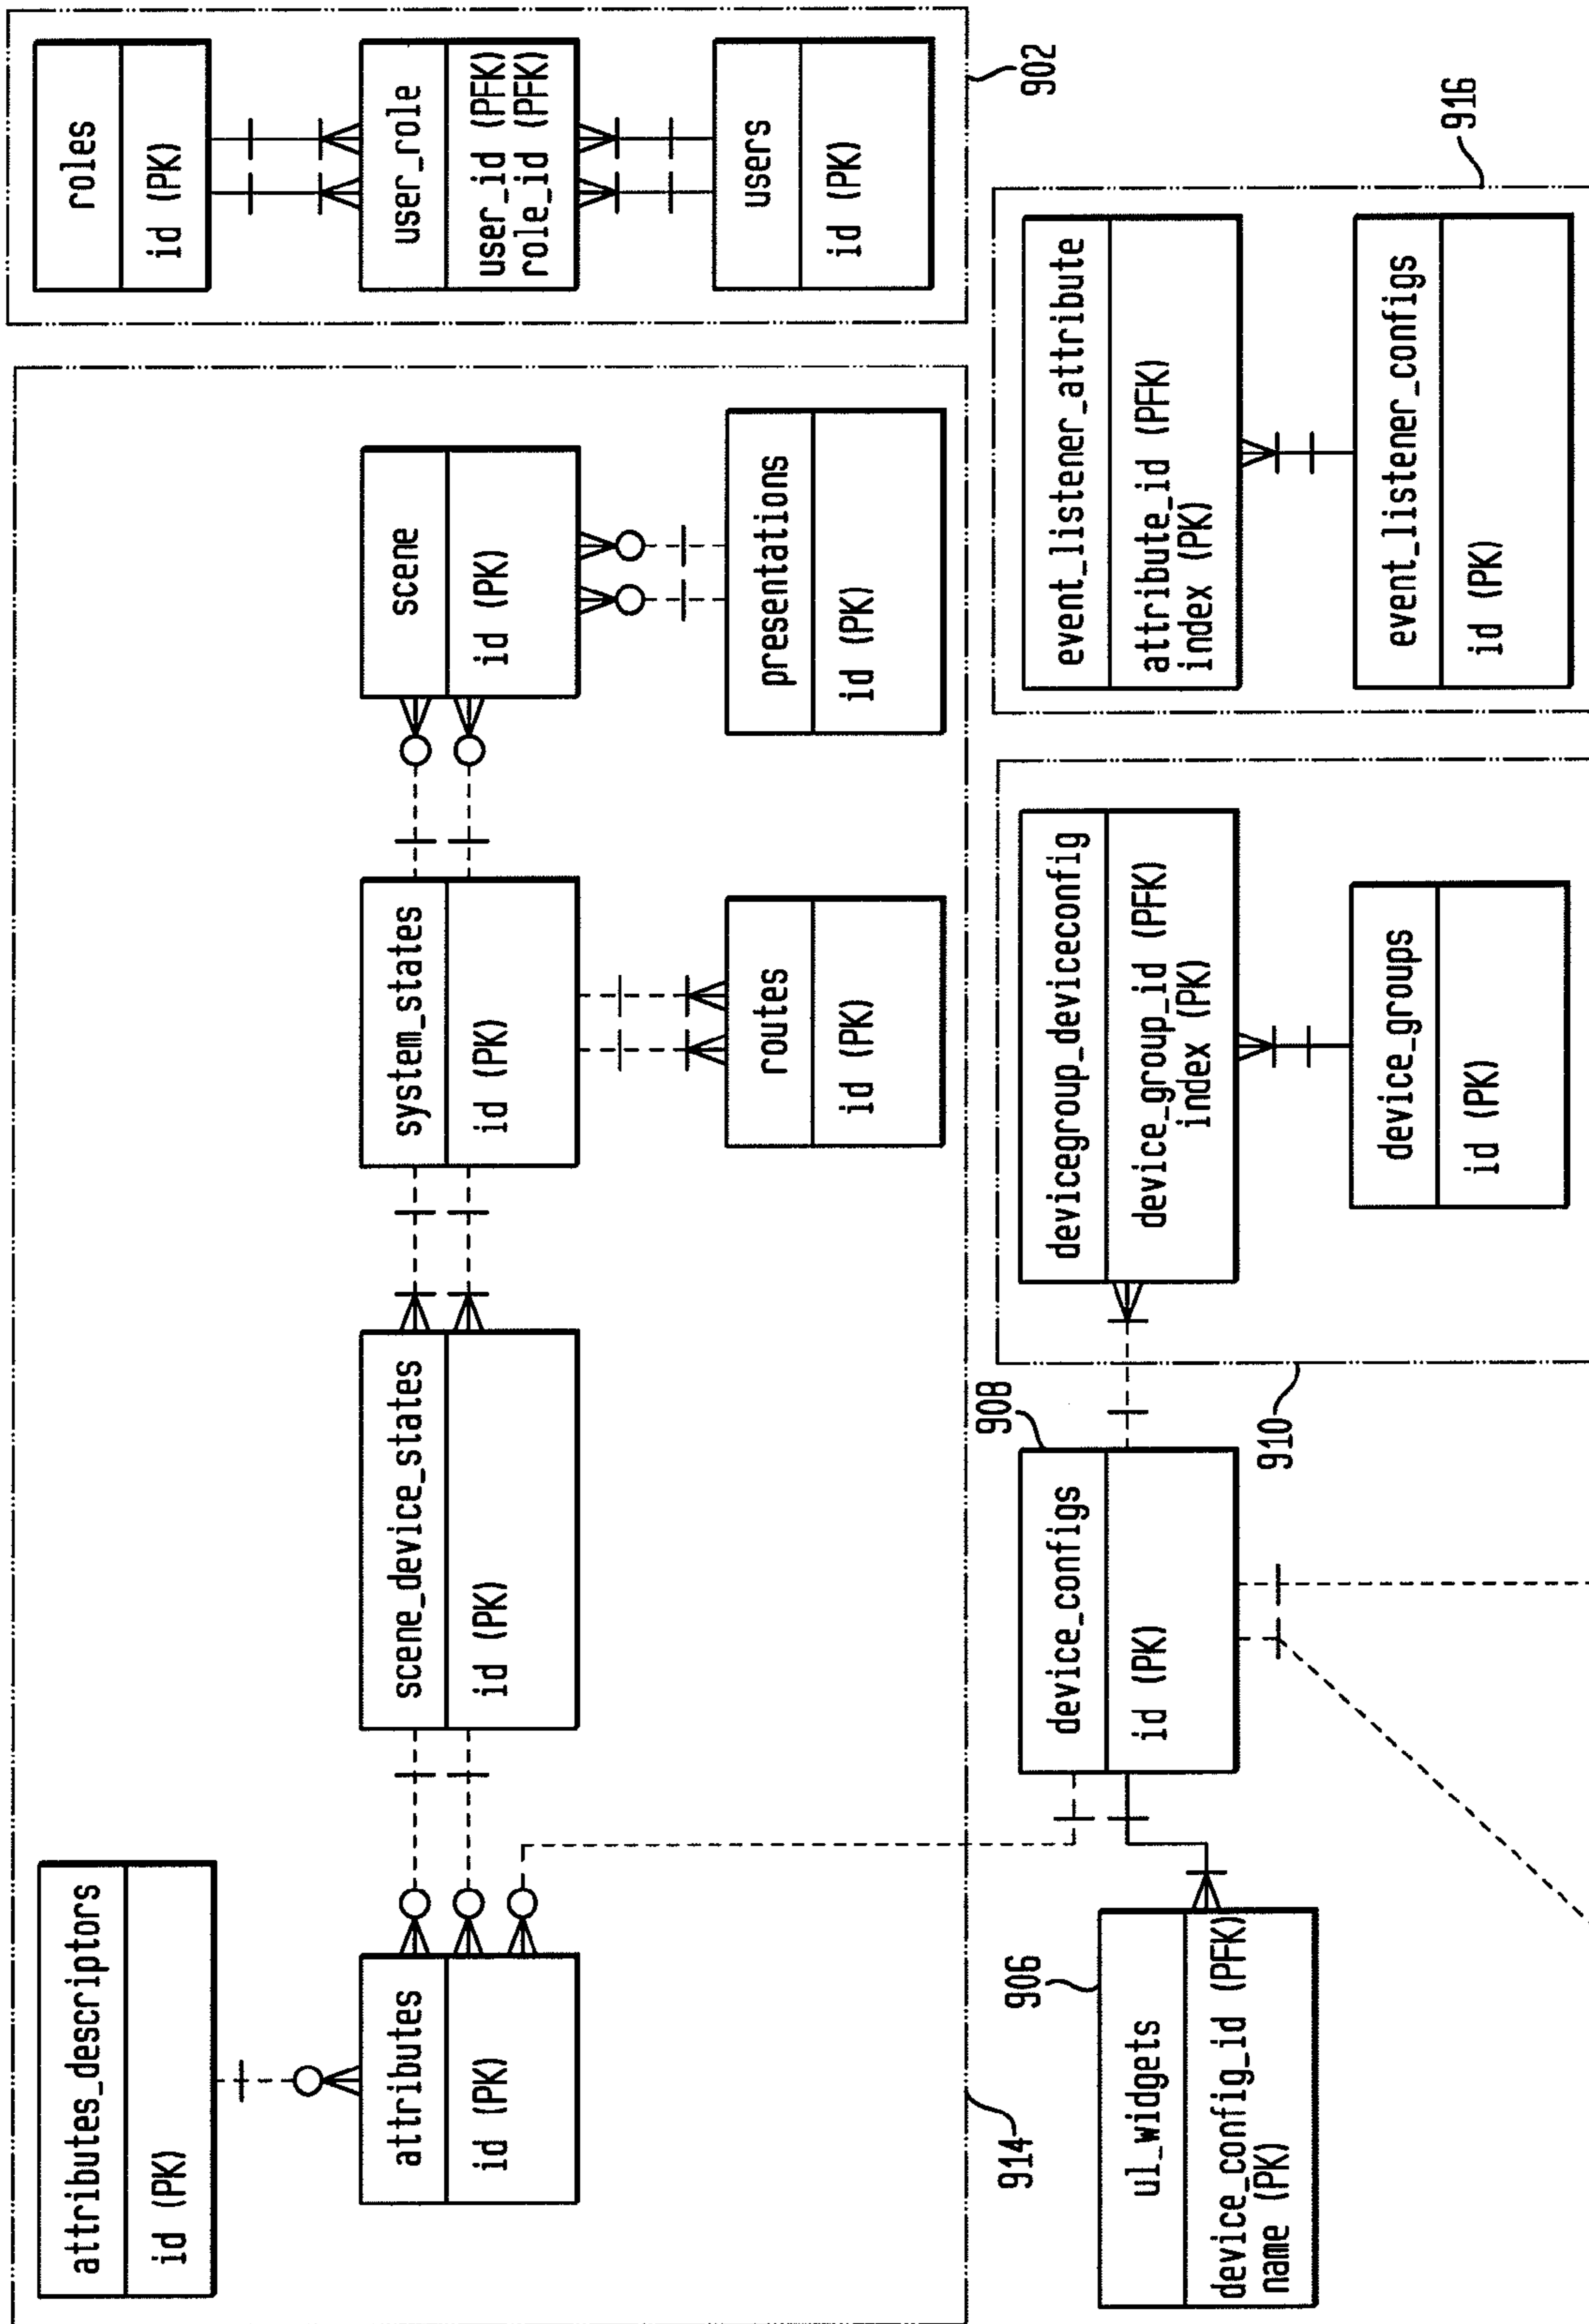 attributes_descriptors
id (PK)
attributes
id (PK)
scene_device_states
id (PK)
system_states
id (PK)
scene
id (PK)
routes
id (PK)
presentations
id (PK)
914
roles
id (PK)
user_role
user_id (PFK)
role_id (PFK)
users
id (PK)
902
906
ul_widgets
device_config_id (PFK)
name (PK)
908
device_configs
id (PK)
910
devicegroup_deviceconfig
device_group_id (PFK)
index (PK)
device_groups
id (PK)
event_listener_attribute
attribute_id (PFK)
index (PK)
event_listener_configs
id (PK)
916